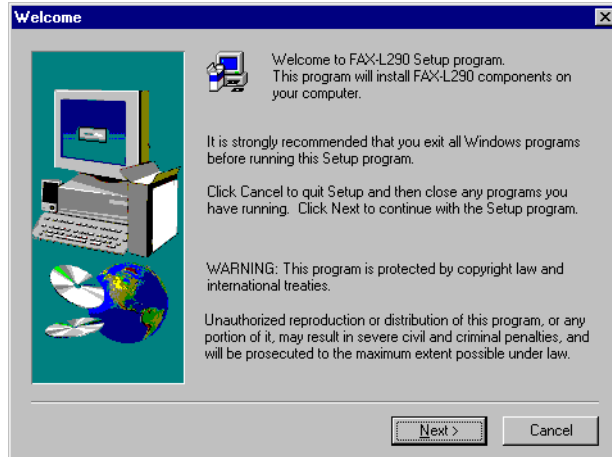 Welcome
Welcome to FAX-L290 Setup program.
This program will install FAX-L290 components on
your computer.
It is strongly recommended that you exit all Windows programs
before running this Setup program.
Click Cancel to quit Setup and then close any programs you
have running. Click Next to continue with the Setup program.
WARNING: This program is protected by copyright law and
international treaties.
Unauthorized reproduction or distribution of this program, or any
portion of it, may result in severe civil and criminal penalties, and
will be prosecuted to the maximum extent possible under law.
Next >
Cancel